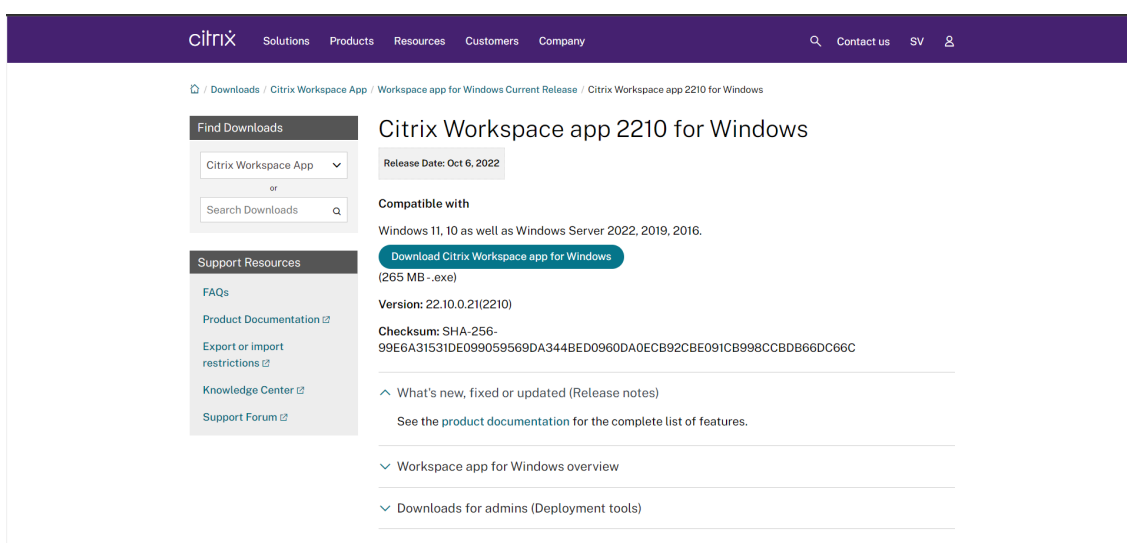 citrix
Solutions Products Resources Customers Company
Contact us SV
/ Downloads / Citrix Workspace App / Workspace app for Windows Current Release / Citrix Workspace app 2210 for Windows
Find Downloads
Citrix Workspace App
or
Search Downloads
Support Resources
FAQs
Product Documentation
Export or import
restrictions
Knowledge Center
Support Forum
Citrix Workspace app 2210 for Windows
Release Date: Oct 6, 2022
Compatible with
Windows 11, 10 as well as Windows Server 2022, 2019, 2016.
Download Citrix Workspace app for Windows
(265 MB - .exe)
Version: 22.10.0.21(2210)
Checksum: SHA-256-
99E6A31531DE099059569DA344BED0960DA0ECB92CBE091CB998CCBDB66DC66C
What's new, fixed or updated (Release notes)
See the product documentation for the complete list of features.
Workspace app for Windows overview
Downloads for admins (Deployment tools)